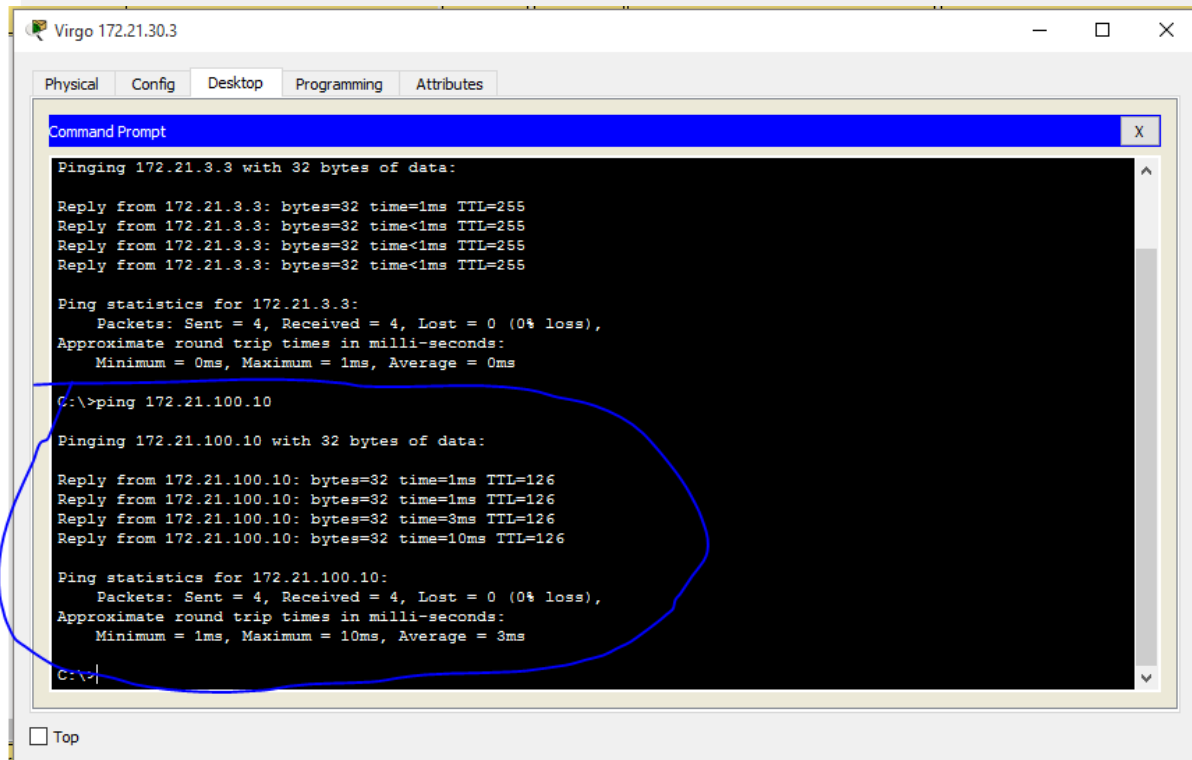 Virgo 172.21.30.3
Physical Config Desktop Programming Attributes
Command Prompt
X
Pinging 172.21.3.3 with 32 bytes of data:
Reply from 172.21.3.3: bytes=32 time=1ms TTL=255
Reply from 172.21.3.3: bytes=32 time<1ms TTL=255
Reply from 172.21.3.3: bytes=32 time<1ms TTL=255
Reply from 172.21.3.3: bytes=32 time<1ms TTL=255
Ping statistics for 172.21.3.3:
Packets: Sent = 4, Received = 4, Lost = 0 (0% loss),
Approximate round trip times in milli-seconds:
Minimum = 0ms, Maximum = 1ms, Average = 0ms
C:\>ping 172.21.100.10
Pinging 172.21.100.10 with 32 bytes of data:
Reply from 172.21.100.10: bytes=32 time=1ms TTL=126
Reply from 172.21.100.10: bytes=32 time=1ms TTL=126
Reply from 172.21.100.10: bytes=32 time=3ms TTL=126
Reply from 172.21.100.10: bytes=32 time=10ms TTL=126
Ping statistics for 172.21.100.10:
Packets: Sent = 4, Received = 4, Lost = 0 (0% loss),
Approximate round trip times in milli-seconds:
Minimum = 1ms, Maximum = 10ms, Average = 3ms
C:\>
Top